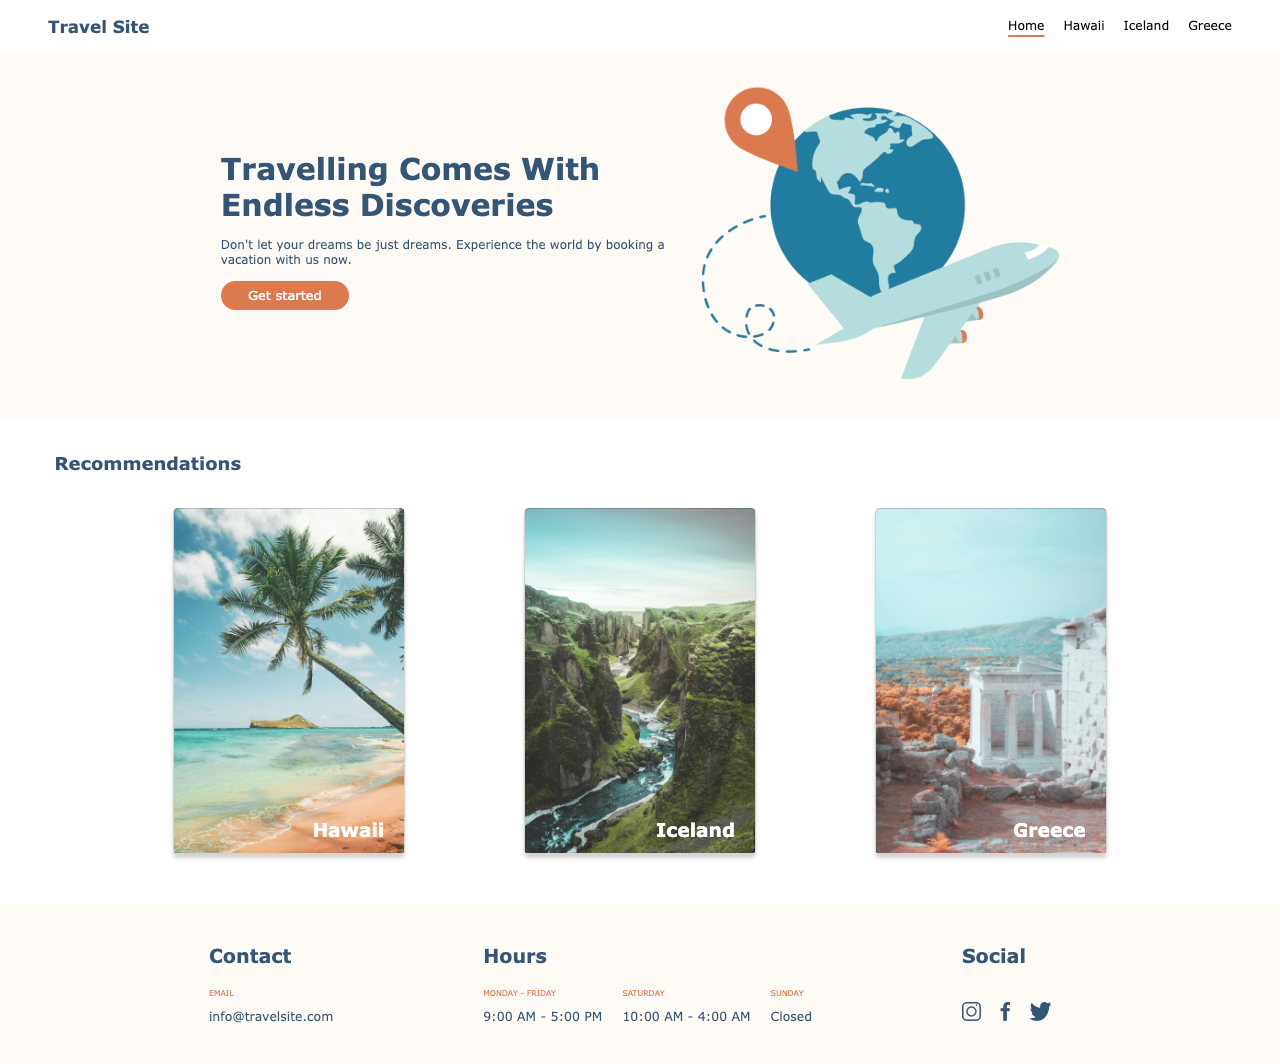 Travel Site
Home Hawaii Iceland Greece
Travelling Comes With
Endless Discoveries
Don't let your dreams be just dreams. Experience the world by booking a
vacation with us now.
Get started
Recommendations
Hawaii
Iceland
Greece
Contact
EMAIL
info@travelsite.com
Hours
MONDAY - FRIDAY
9:00 AM - 5:00 PM
SATURDAY
10:00 AM - 4:00 AM
SUNDAY
Closed
Social